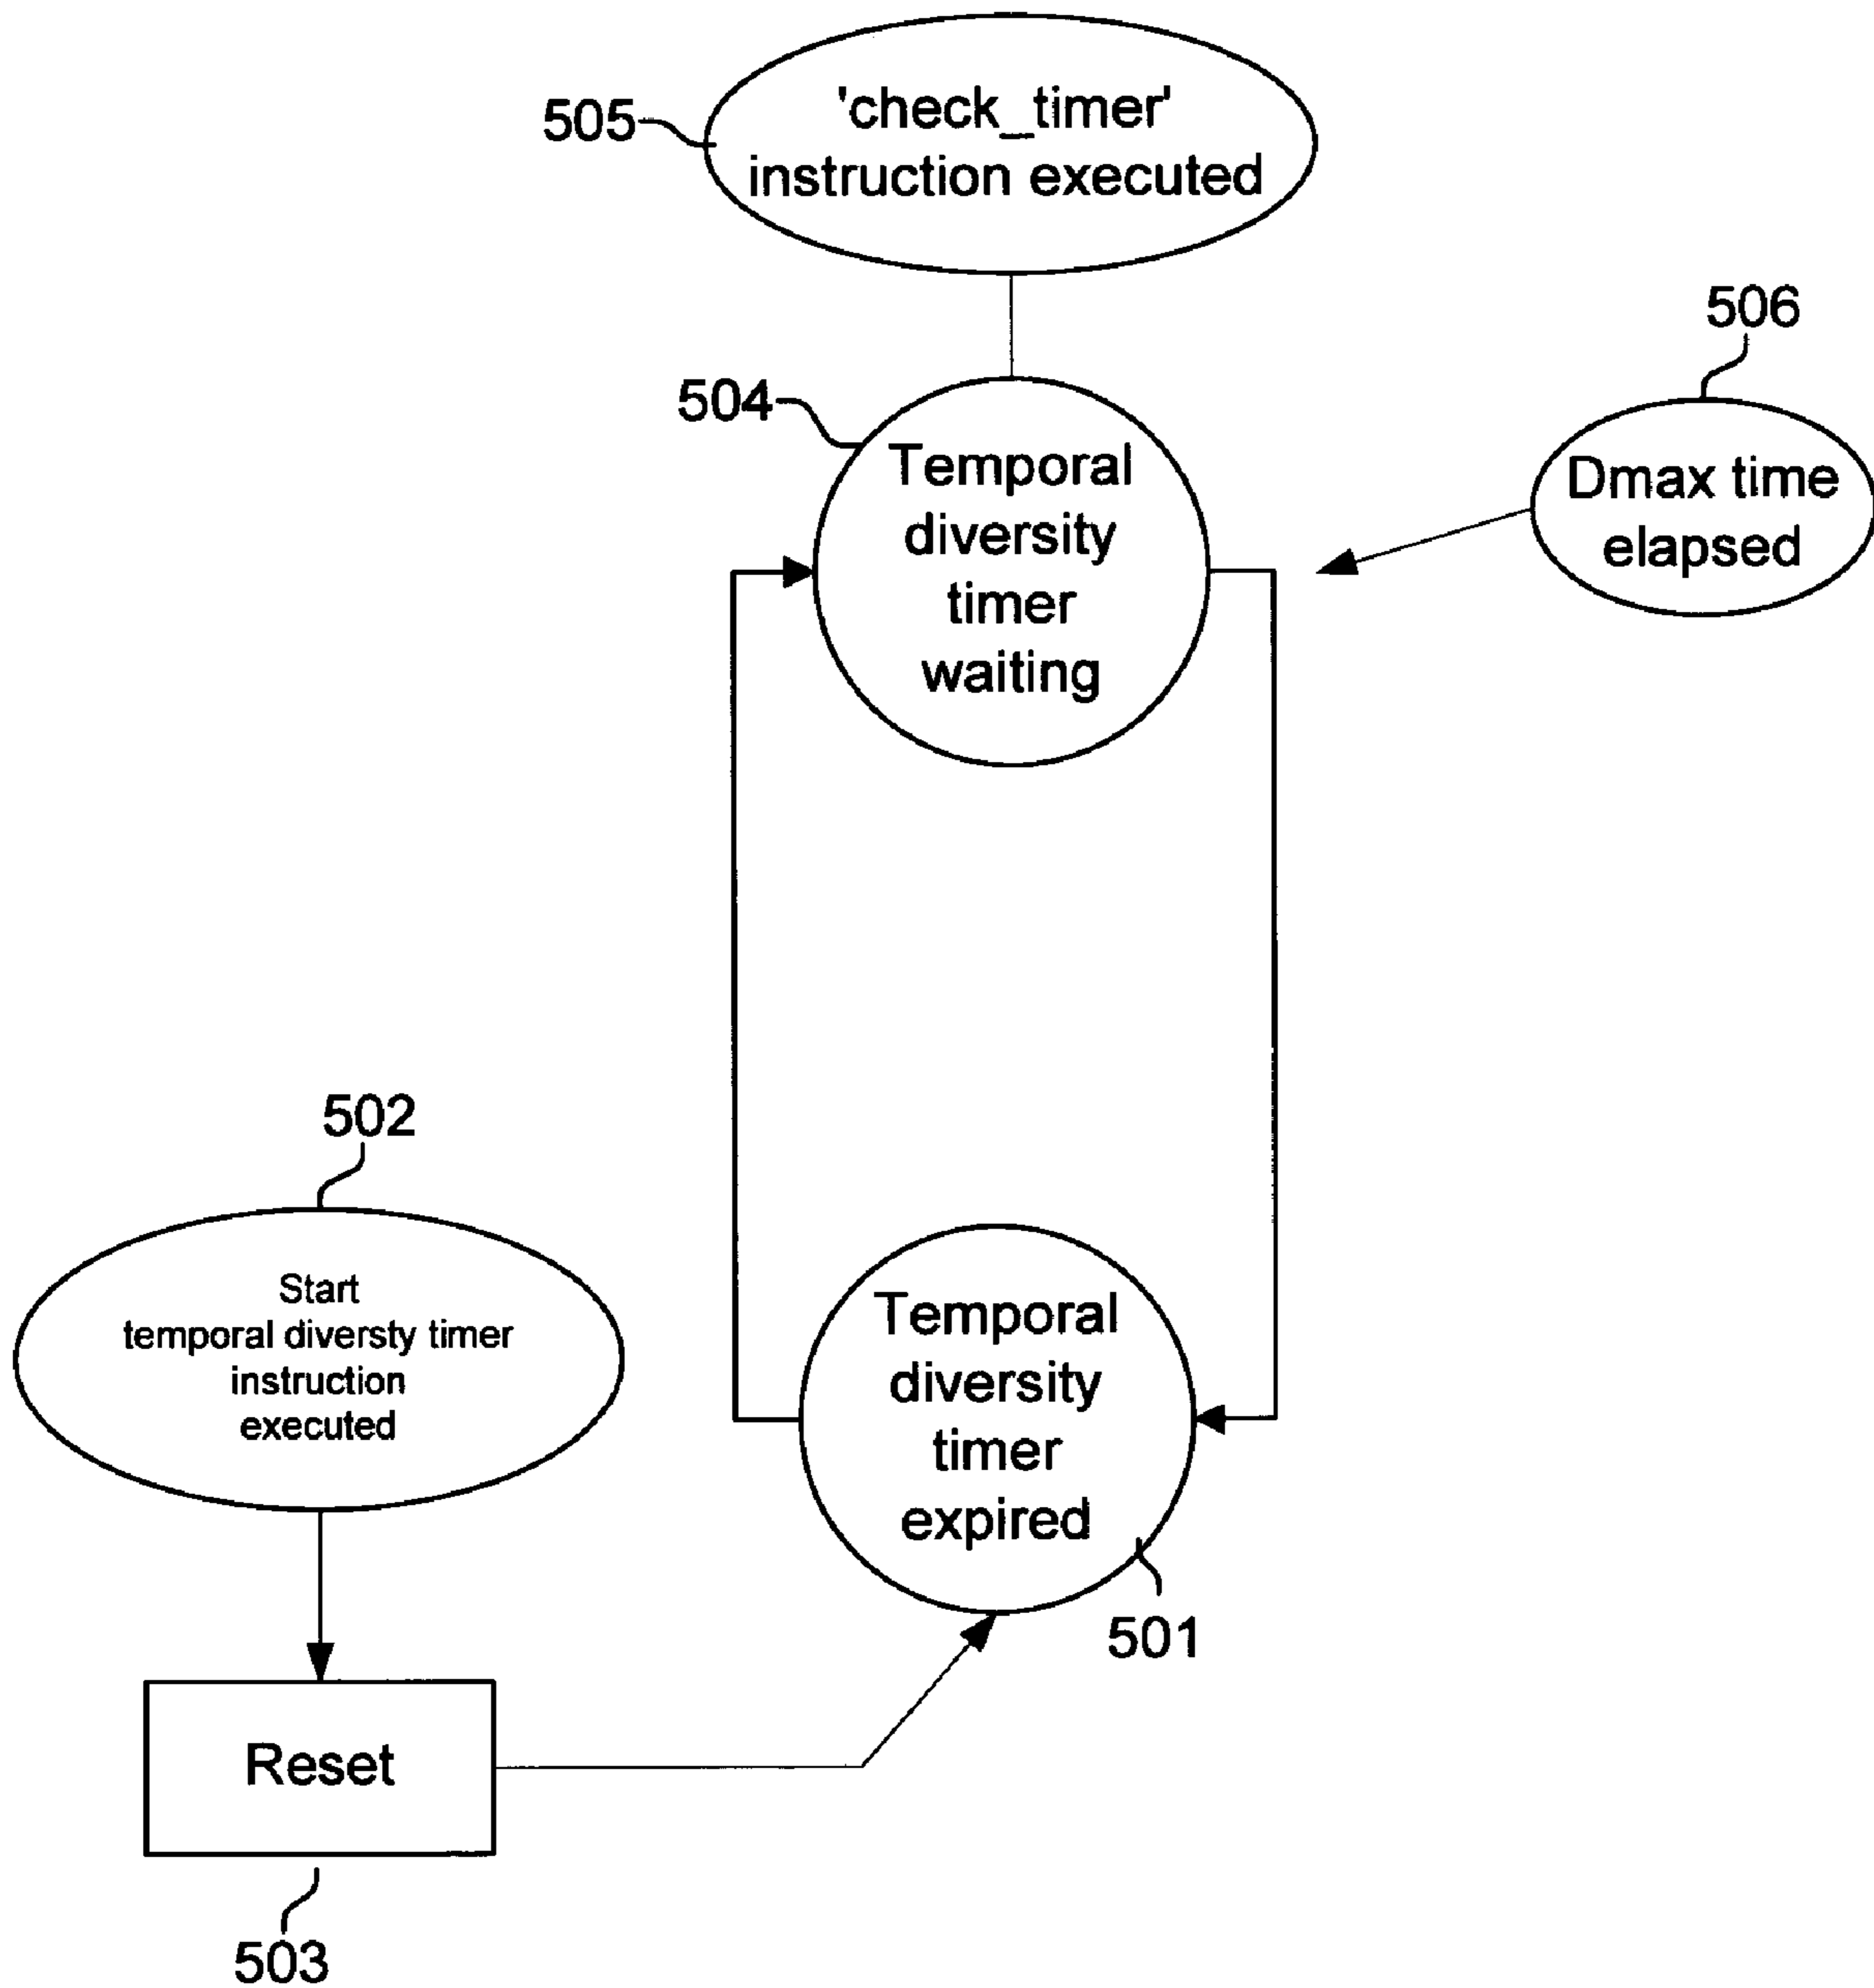 505
'check_timer'
instruction executed
506
504
Temporal
diversity
timer
waiting
Dmax time
elapsed
502
Start
temporal diversty timer
instruction
executed
Temporal
diversity
timer
expired
501
Reset
503